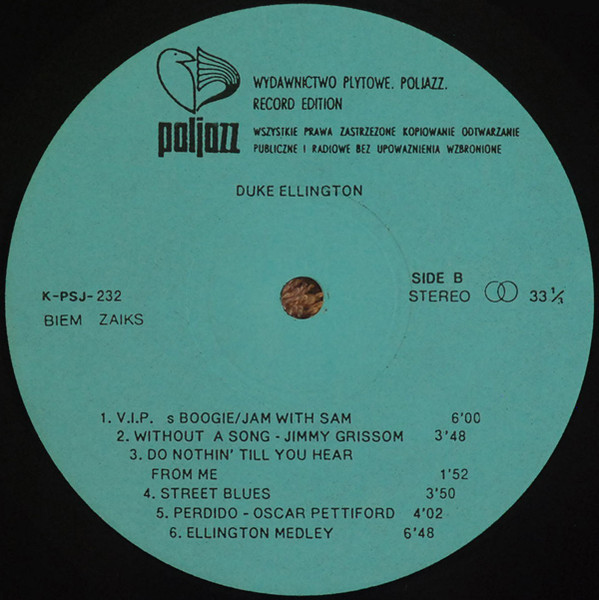 WYDAWNICTWO PLYTOWE. POLJAZZ.
RECORD EDITION
poljazz
WSZYSTKIE PRAWA ZASTRZEZONE KOPIOWANIE ODTWARZANIE
PUBLICZNE I RADIOWE BEZ UPOWAZNIENIA WZBRONIONE
DUKE ELLINGTON
K-PSJ-232
BIEM ZAIKS
SIDE B
STEREO 33 1/3
1. V.I.P. s BOOGIE/JAM WITH SAM 6'00
2. WITHOUT A SONG - JIMMY GRISSOM 3'48
3. DO NOTHIN' TILL YOU HEAR
FROM ME 1'52
4. STREET BLUES 3'50
5. PERDIDO - OSCAR PETTIFORD 4'02
6. ELLINGTON MEDLEY 6'48